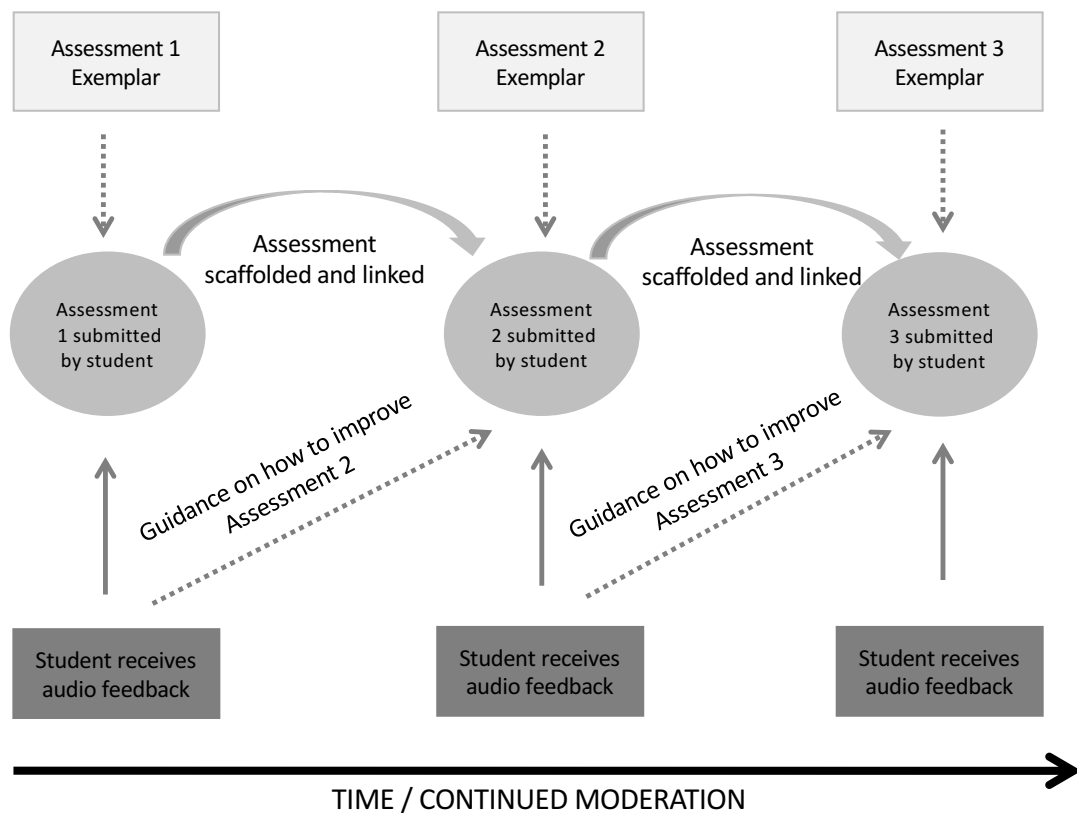 Assessment 1
Exemplar
Assessment 2
Exemplar
Assessment 3
Exemplar
Assessment
scaffolded and linked
Assessment
scaffolded and linked
Assessment
1 submitted
by student
Assessment
2 submitted
by student
Assessment
3 submitted
by student
Guidance on how to improve
Assessment 2
Guidance on how to improve
Assessment 3
Student receives
audio feedback
Student receives
audio feedback
Student receives
audio feedback
TIME / CONTINUED MODERATION